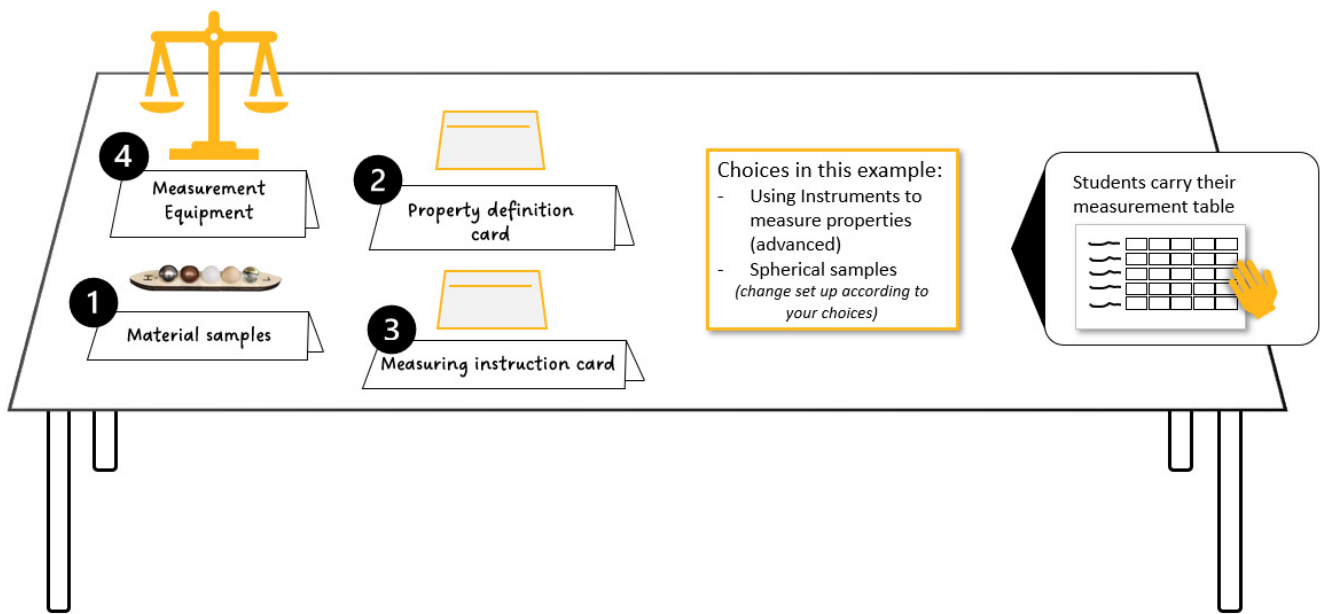 4
Measurement
Equipment
2
Property definition
card
1
Material samples
3
Measuring instruction card
Choices in this example:
- Using Instruments to
measure properties
(advanced)
- Spherical samples
(change set up according to
your choices)
Students carry their
measurement table